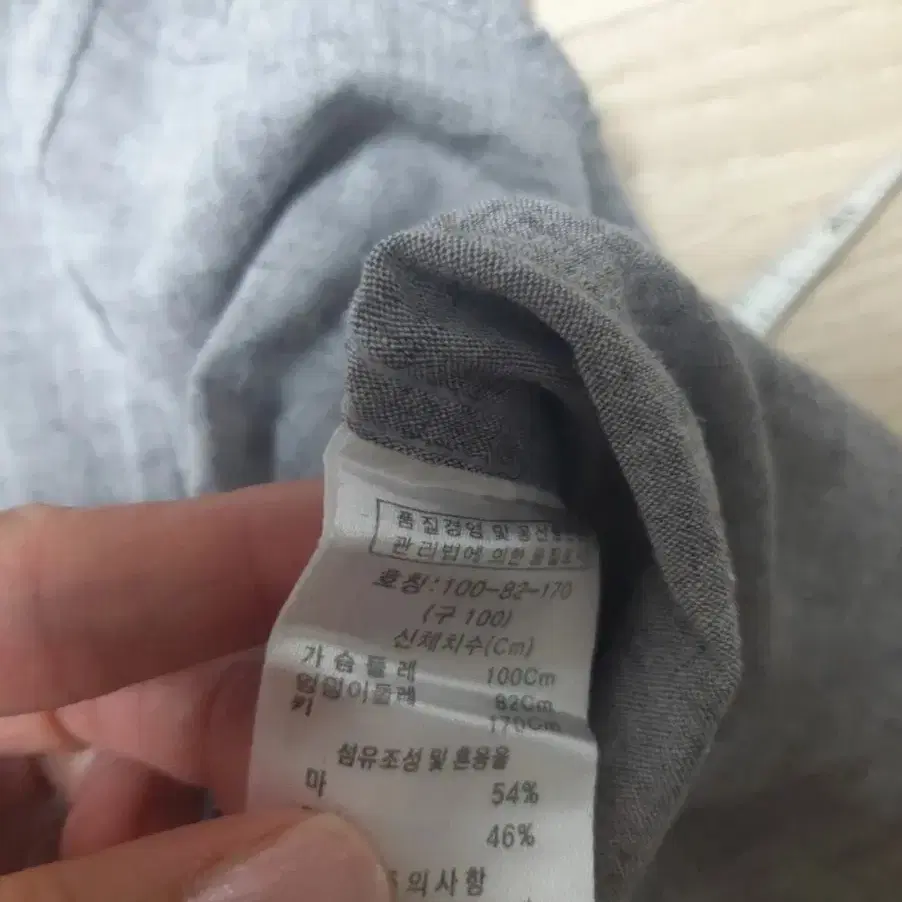 품질경영 및 공산품
관리법에 의한 품질표시
호칭:100-82-170
(구 100)
신체치수(Cm)
가슴둘레 100Cm
엉덩이둘레 82Cm
키 170Cm
섬유조성 및 혼용율
마 54%
46%
의사항